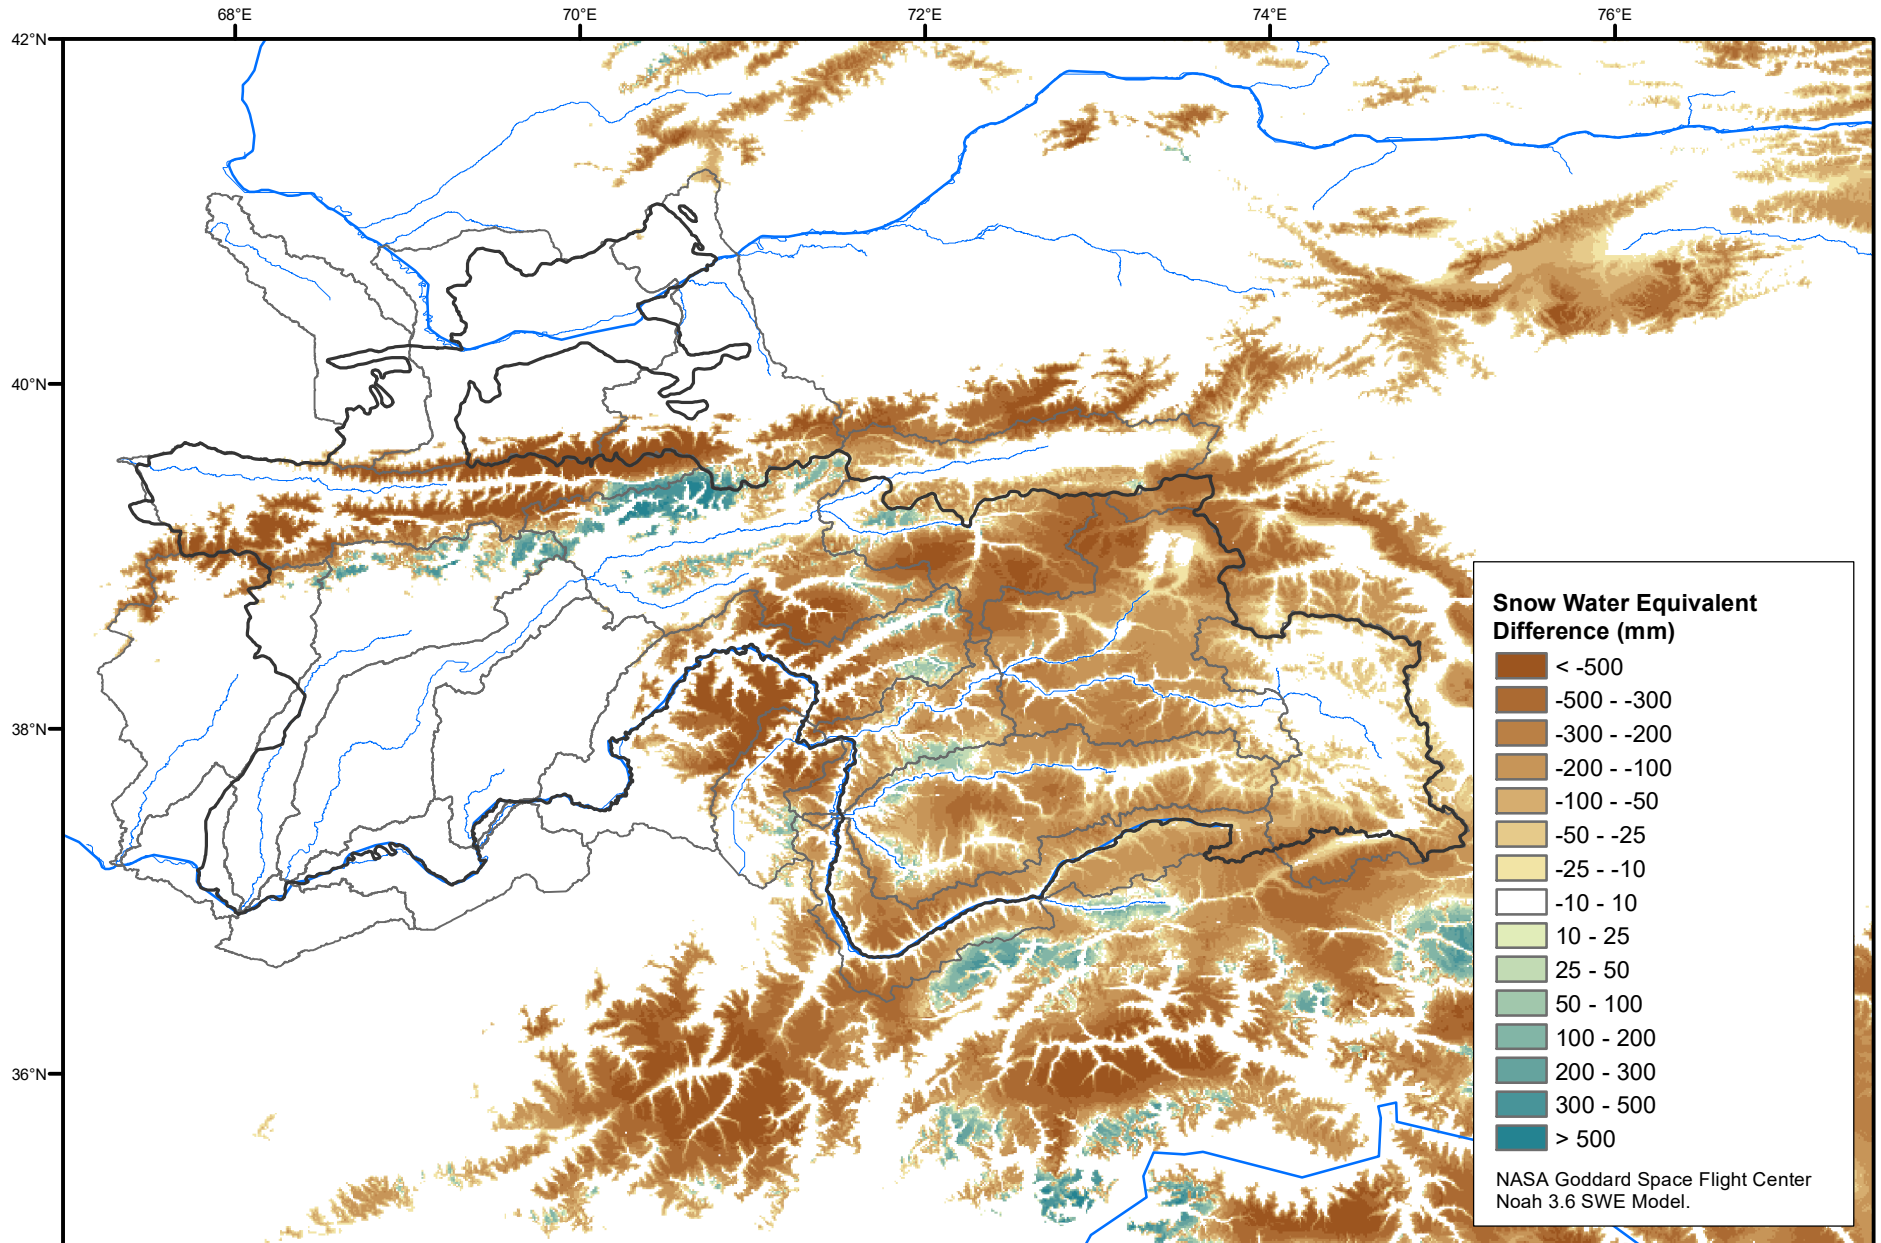 68°E
70°E
72°E
74°E
76°E
42°N
40°N
38°N
36°N
Snow Water Equivalent
Difference (mm)
< -500
-500 - -300
-300 - -200
-200 - -100
-100 - -50
-50 - -25
-25 - -10
-10 - 10
10 - 25
25 - 50
50 - 100
100 - 200
200 - 300
300 - 500
> 500
NASA Goddard Space Flight Center
Noah 3.6 SWE Model.